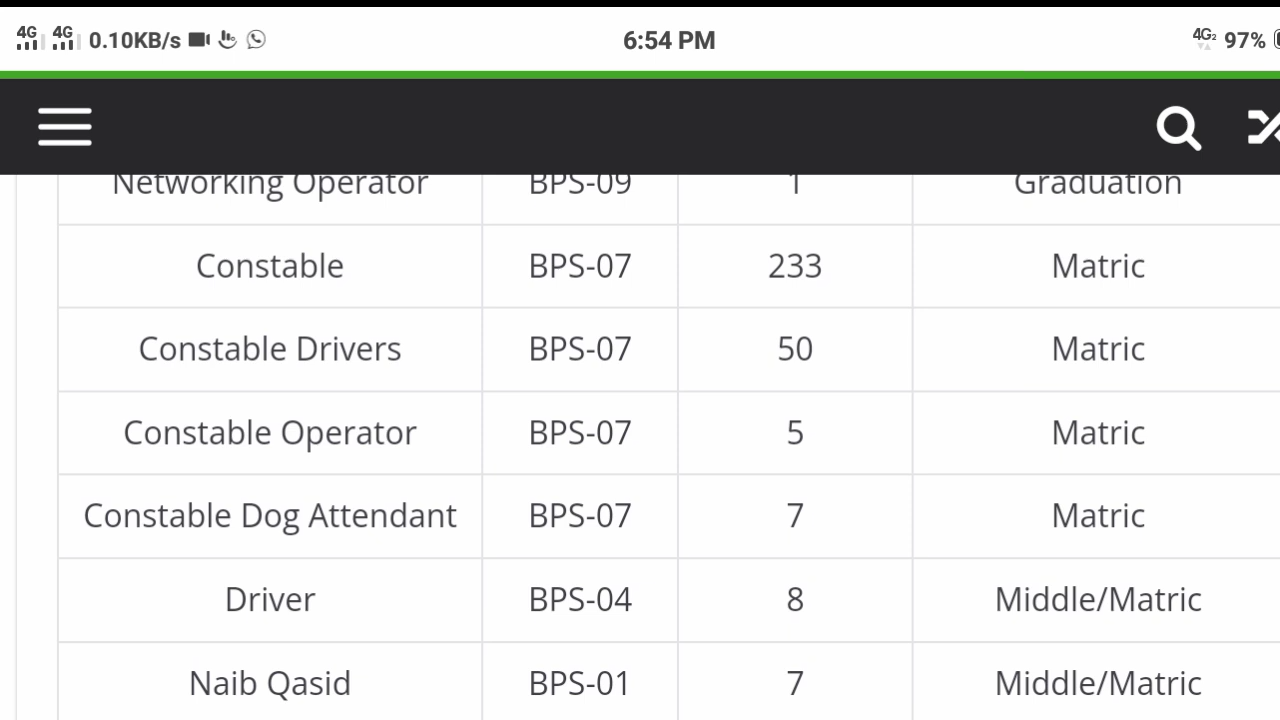 4G 4G 0.10KB/s 6:54 PM 4G2 97%
Networking Operator BPS-09 1 Graduation
Constable BPS-07 233 Matric
Constable Drivers BPS-07 50 Matric
Constable Operator BPS-07 5 Matric
Constable Dog Attendant BPS-07 7 Matric
Driver BPS-04 8 Middle/Matric
Naib Qasid BPS-01 7 Middle/Matric